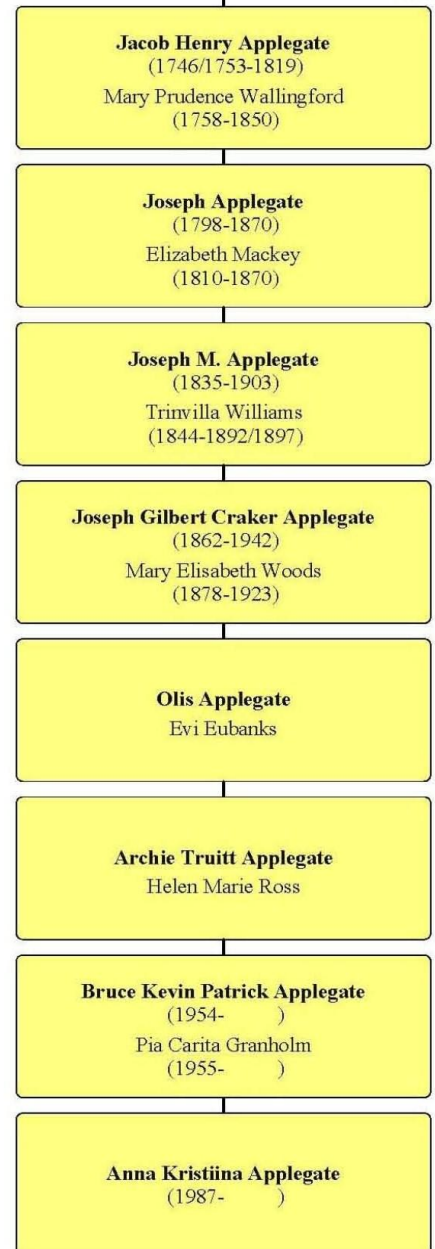 Jacob Henry Applegate
(1746/1753-1819)
Mary Prudence Wallingford
(1758-1850)
Joseph Applegate
(1798-1870)
Elizabeth Mackey
(1810-1870)
Joseph M. Applegate
(1835-1903)
Trinvilla Williams
(1844-1892/1897)
Joseph Gilbert Craker Applegate
(1862-1942)
Mary Elisabeth Woods
(1878-1923)
Olis Applegate
Evi Eubanks
Archie Truitt Applegate
Helen Marie Ross
Bruce Kevin Patrick Applegate
(1954-        )
Pia Carita Granholm
(1955-        )
Anna Kristiina Applegate
(1987-        )